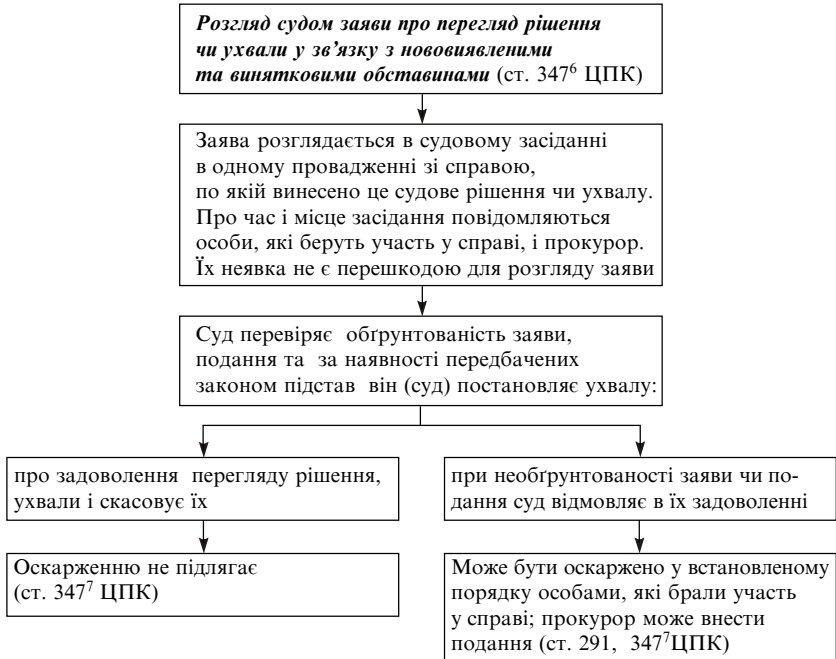 Розгляд судом заяви про перегляд рішення
чи ухвали у зв’язку з нововиявленими
та винятковими обставинами (ст. 347⁶ ЦПК)
Заява розглядається в судовому засіданні
в одному провадженні зі справою,
по якій винесено це судове рішення чи ухвалу.
Про час і місце засідання повідомляються
особи, які беруть участь у справі, і прокурор.
Їх неявка не є перешкодою для розгляду заяви
Суд перевіряє обґрунтованість заяви,
подання та за наявності передбачених
законом підстав він (суд) постановляє ухвалу:
про задоволення перегляду рішення,
ухвали і скасовує їх
при необґрунтованості заяви чи по-
дання суд відмовляє в їх задоволенні
Оскарженню не підлягає
(ст. 347⁷ ЦПК)
Може бути оскаржено у встановленому
порядку особами, які брали участь
у справі; прокурор може внести
подання (ст. 291, 347⁷ЦПК)